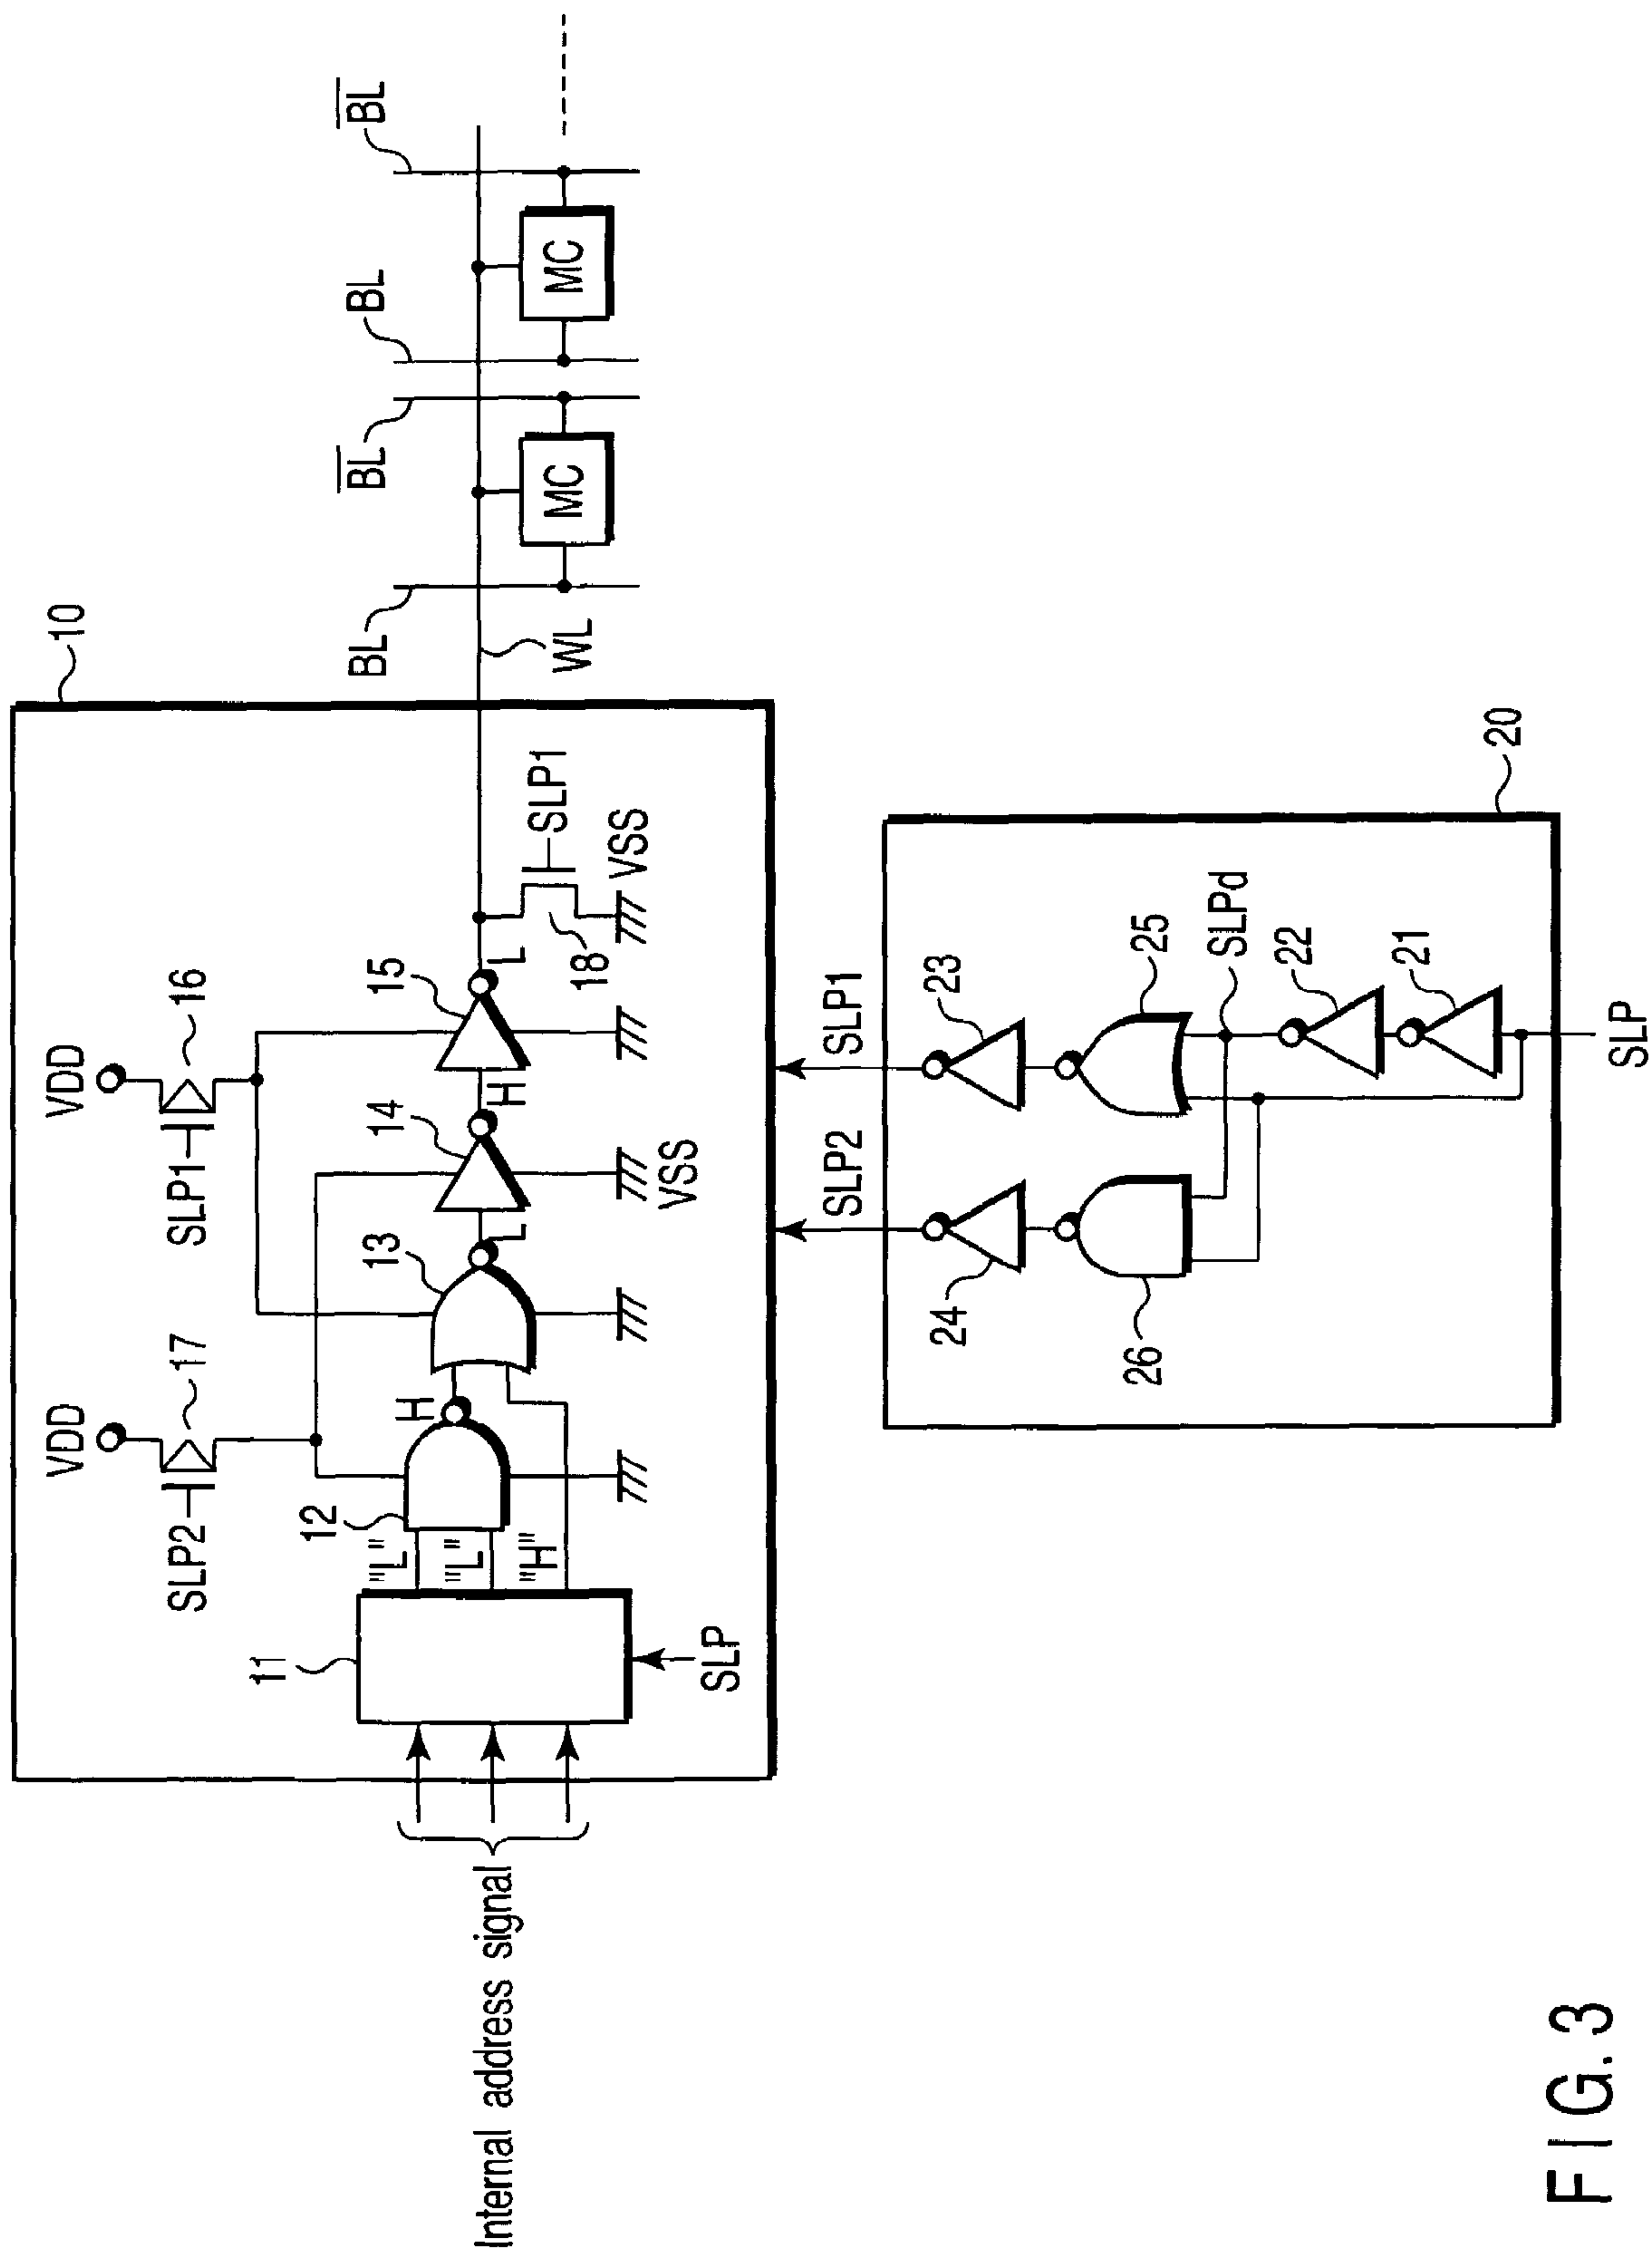 10
VDD
VDD
SLP2
17
SLP1
16
11
12
13
14
15
"L"
"L"
"H"
H
L
H
L
18
SLP1
VSS
VSS
SLP
Internal address signal
BL
BL
BL
BL
WL
MC
MC
SLP2
SLP1
24
23
26
25
SLPd
22
21
SLP
20
FIG. 3